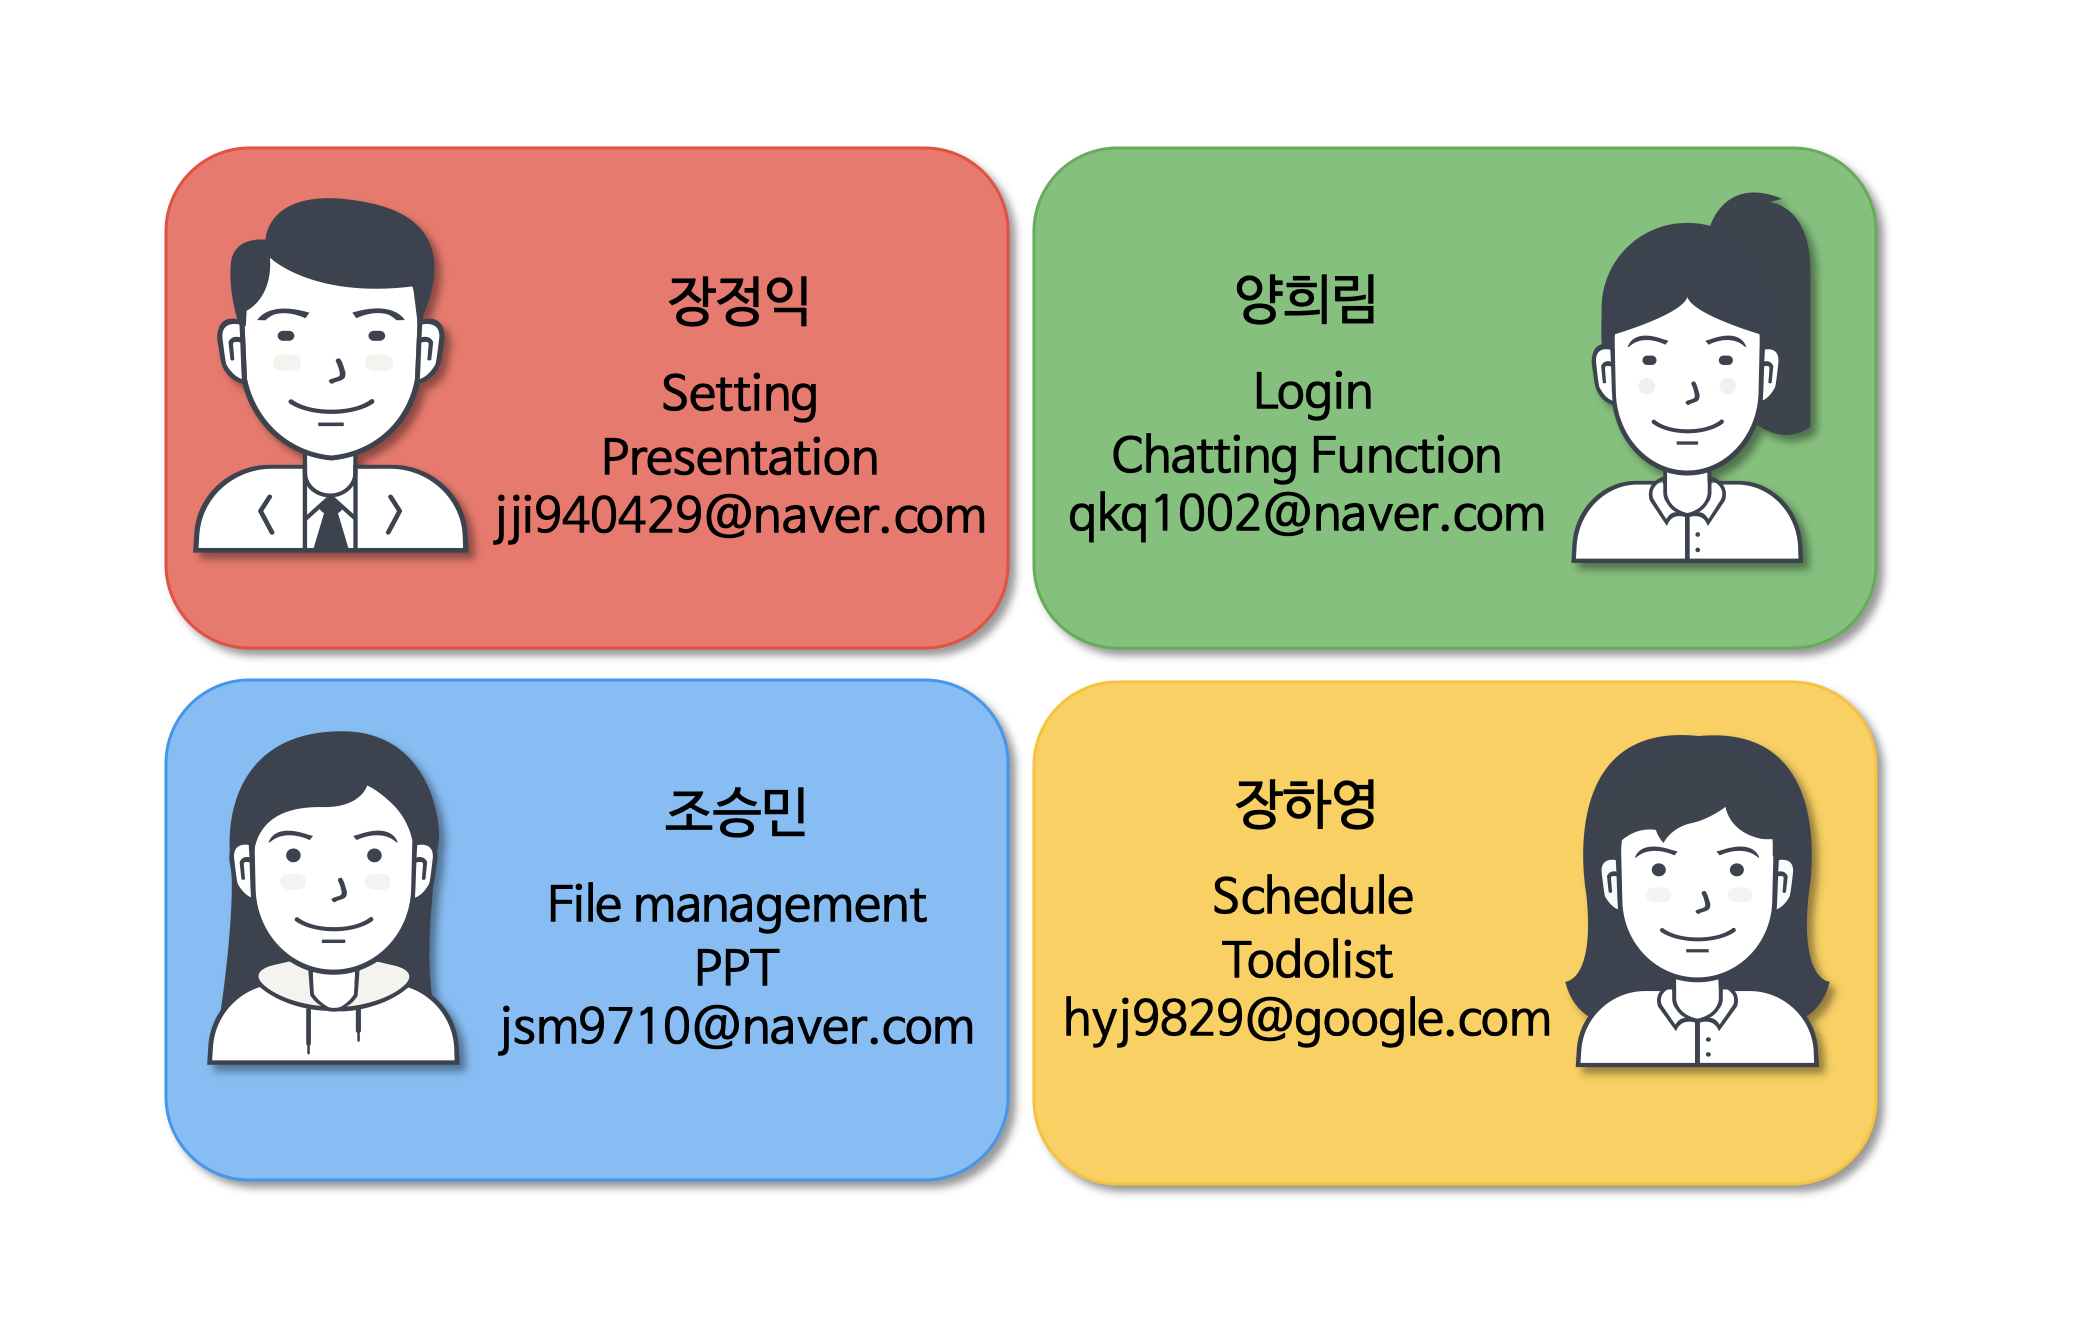 장정익
Setting
Presentation
jji940429@naver.com
양희림
Login
Chatting Function
qkq1002@naver.com
조승민
File management
PPT
jsm9710@naver.com
장하영
Schedule
Todolist
hyj9829@google.com